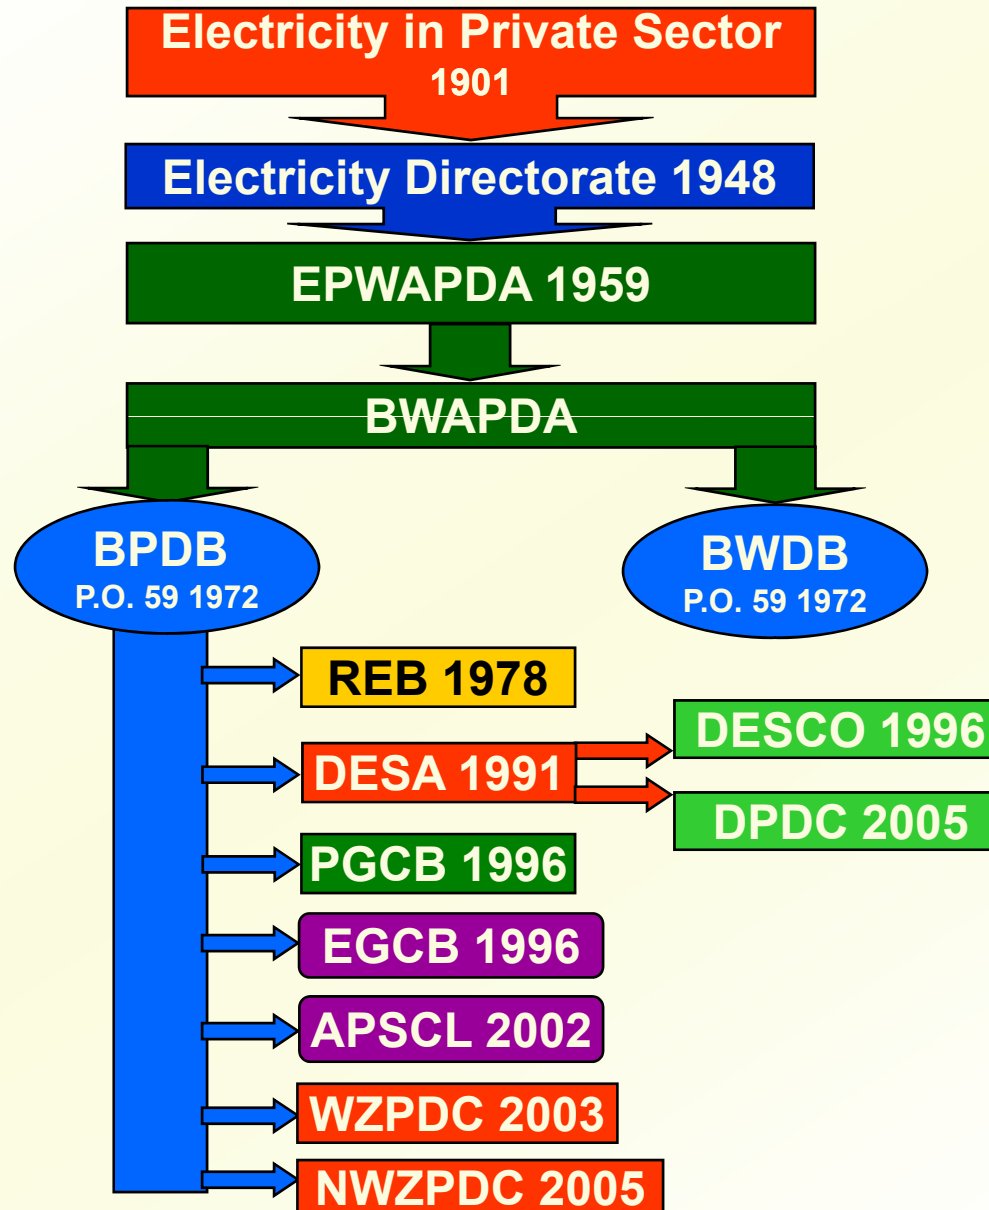 Electricity in Private Sector
1901
Electricity Directorate 1948
EPWAPDA 1959
BWAPDA
BPDB
P.O. 59 1972
BWDB
P.O. 59 1972
REB 1978
DESA 1991
DESCO 1996
DPDC 2005
PGCB 1996
EGCB 1996
APSCL 2002
WZPDC 2003
NWZPDC 2005